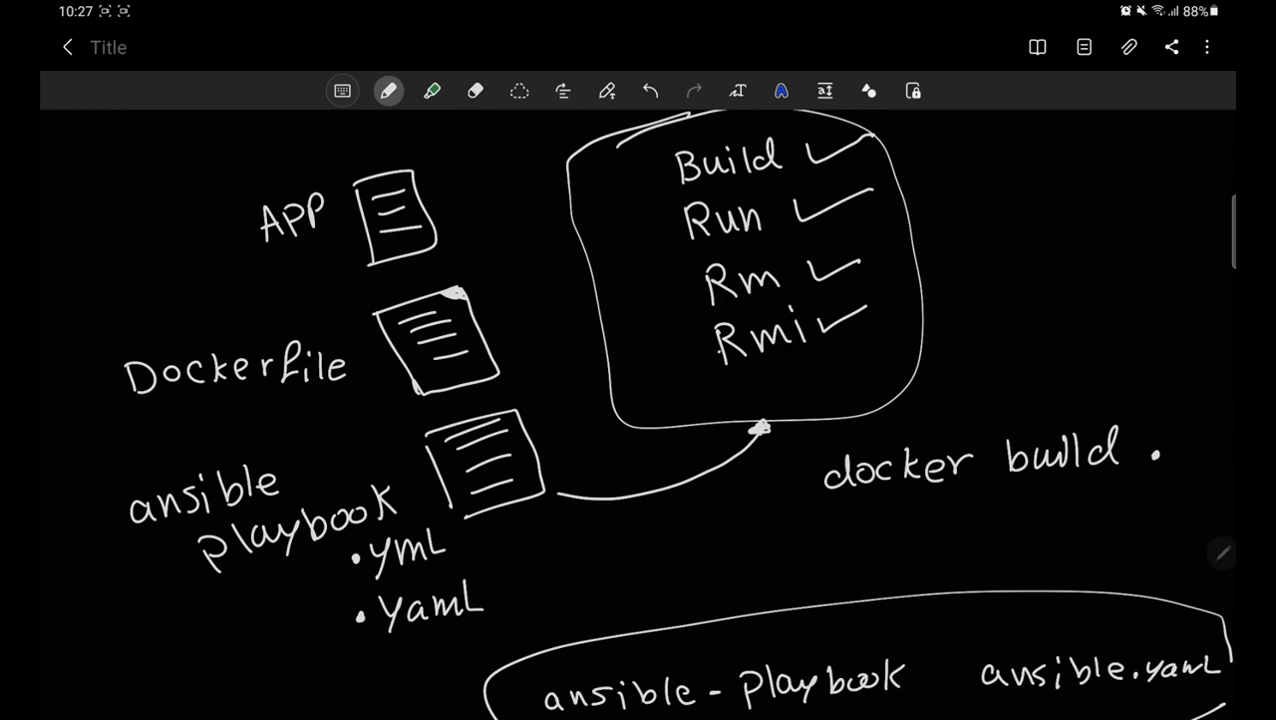 10:27
88%
Title
Build
Run
Rm
Rmi
APP
Dockerfile
ansible
playbook
.yml
.yaml
docker build .
ansible-playbook ansible.yaml